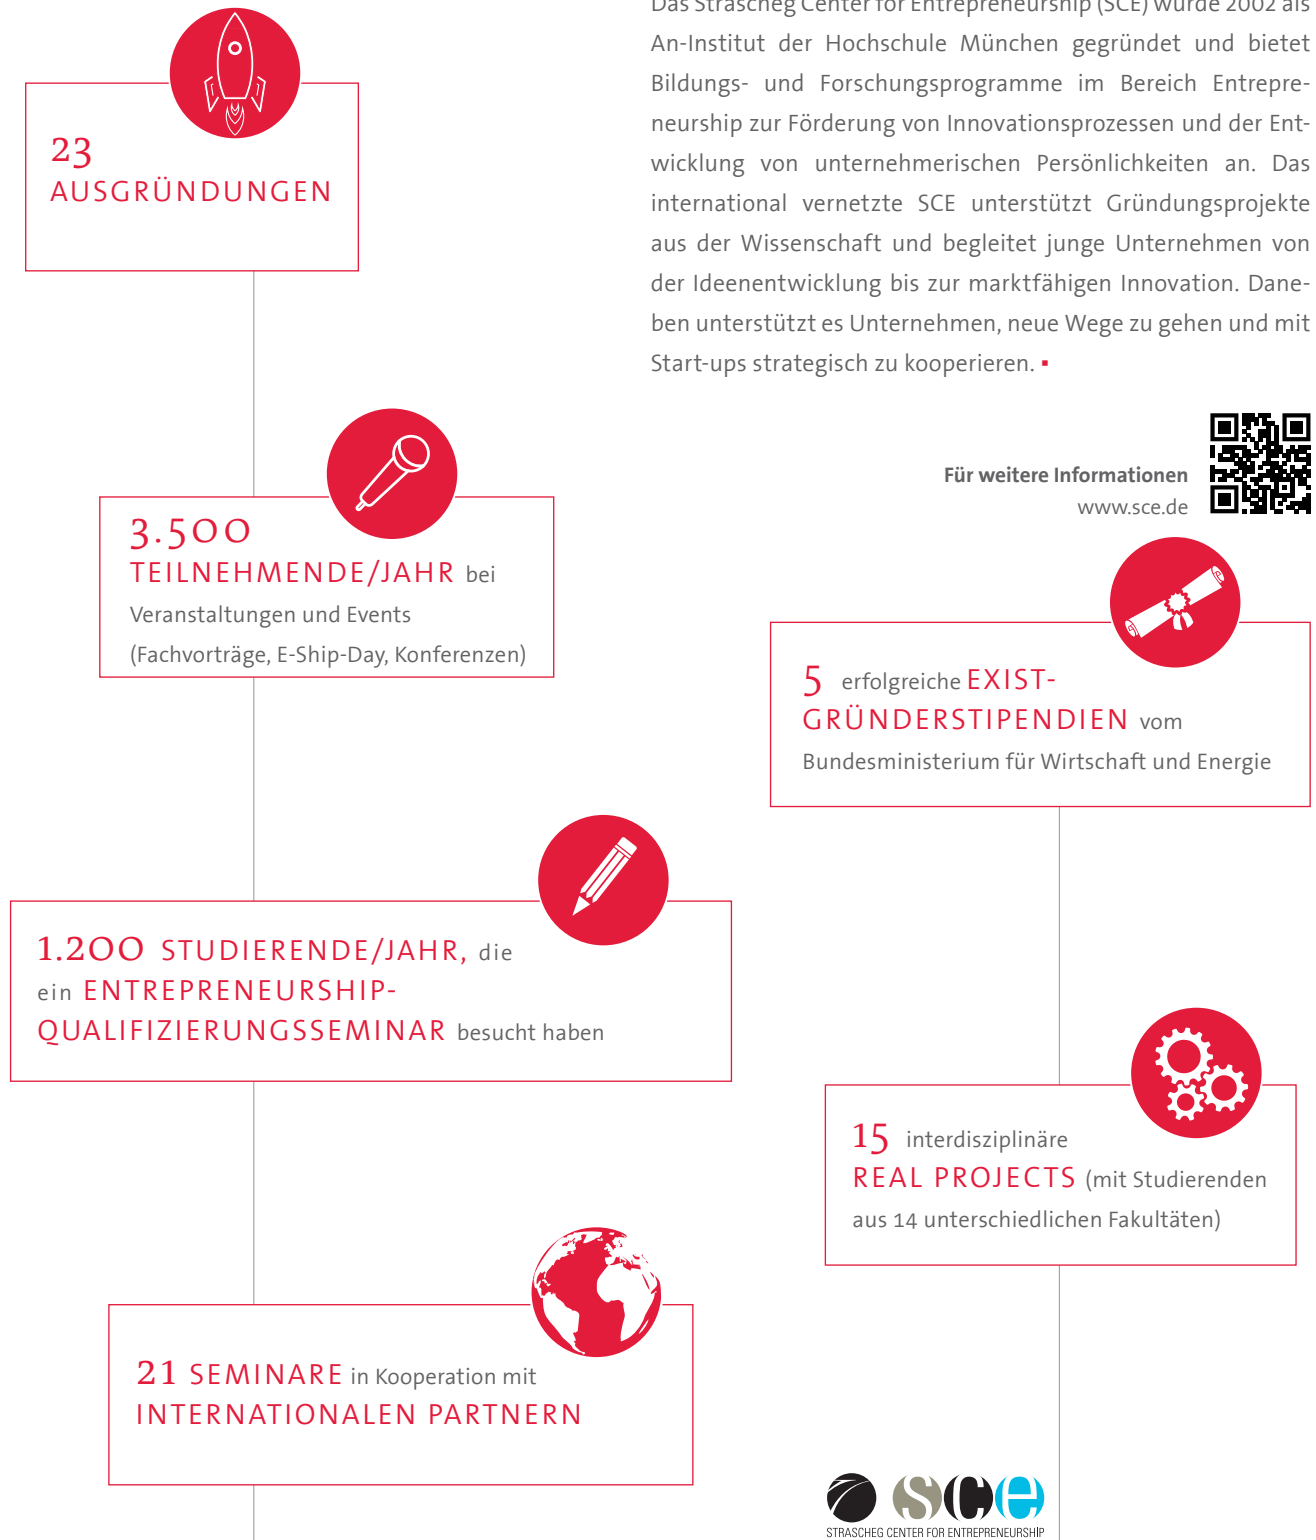 Das Strascheg Center for Entrepreneurship (SCE) wurde 2002 als
An-Institut der Hochschule München gegründet und bietet
Bildungs- und Forschungsprogramme im Bereich Entrepre-
neurship zur Förderung von Innovationsprozessen und der Ent-
wicklung von unternehmerischen Persönlichkeiten an. Das
international vernetzte SCE unterstützt Gründungsprojekte
aus der Wissenschaft und begleitet junge Unternehmen von
der Ideenentwicklung bis zur marktfähigen Innovation. Dane-
ben unterstützt es Unternehmen, neue Wege zu gehen und mit
Start-ups strategisch zu kooperieren. ▪
Für weitere Informationen
www.sce.de
23
AUSGRÜNDUNGEN
3.500
TEILNEHMENDE/JAHR bei
Veranstaltungen und Events
(Fachvorträge, E-Ship-Day, Konferenzen)
5 erfolgreiche EXIST-
GRÜNDERSTIPENDIEN vom
Bundesministerium für Wirtschaft und Energie
1.200 STUDIERENDE/JAHR, die
ein ENTREPRENEURSHIP-
QUALIFIZIERUNGSSEMINAR besucht haben
15 interdisziplinäre
REAL PROJECTS (mit Studierenden
aus 14 unterschiedlichen Fakultäten)
21 SEMINARE in Kooperation mit
INTERNATIONALEN PARTNERN
sce
STRASCHEG CENTER FOR ENTREPRENEURSHIP